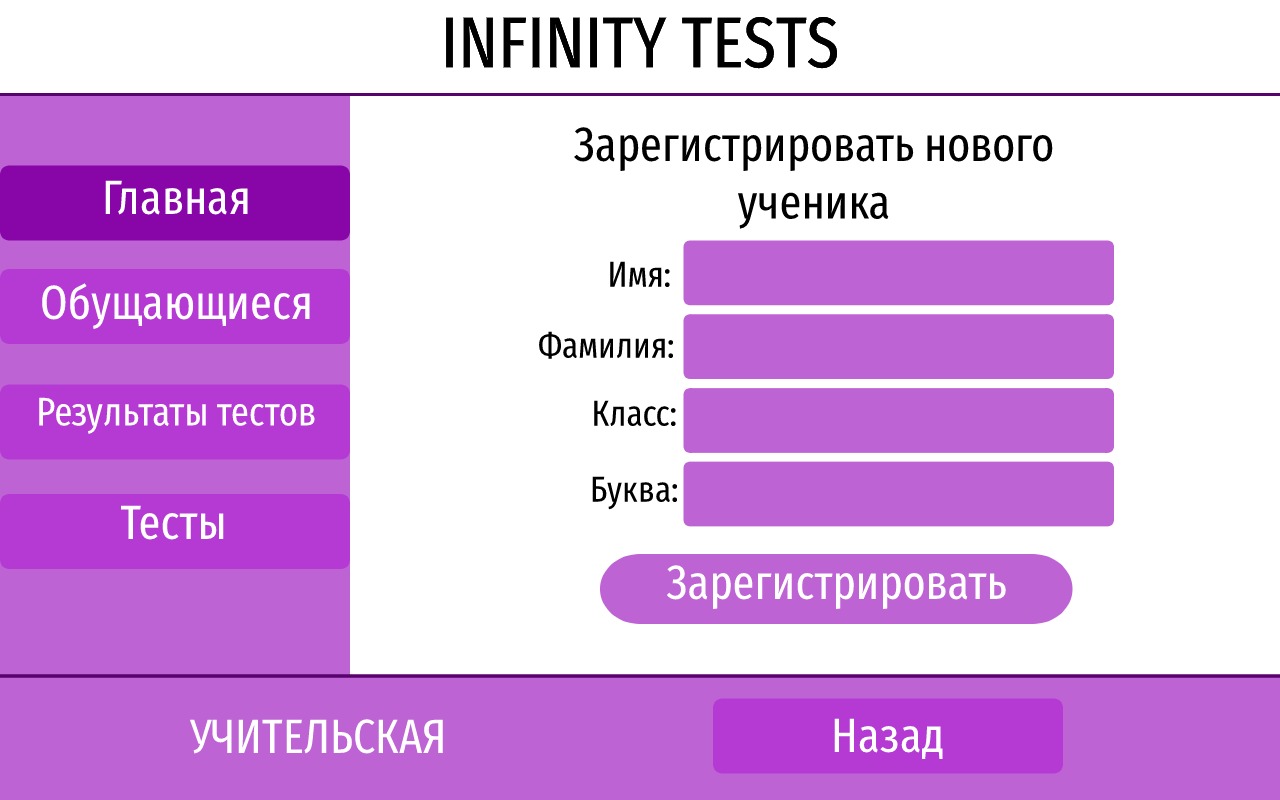 INFINITY TESTS
Главная
Обущающиеся
Результаты тестов
Тесты
Зарегистрировать нового
ученика
Имя:
Фамилия:
Класс:
Буква:
Зарегистрировать
УЧИТЕЛЬСКАЯ
Назад